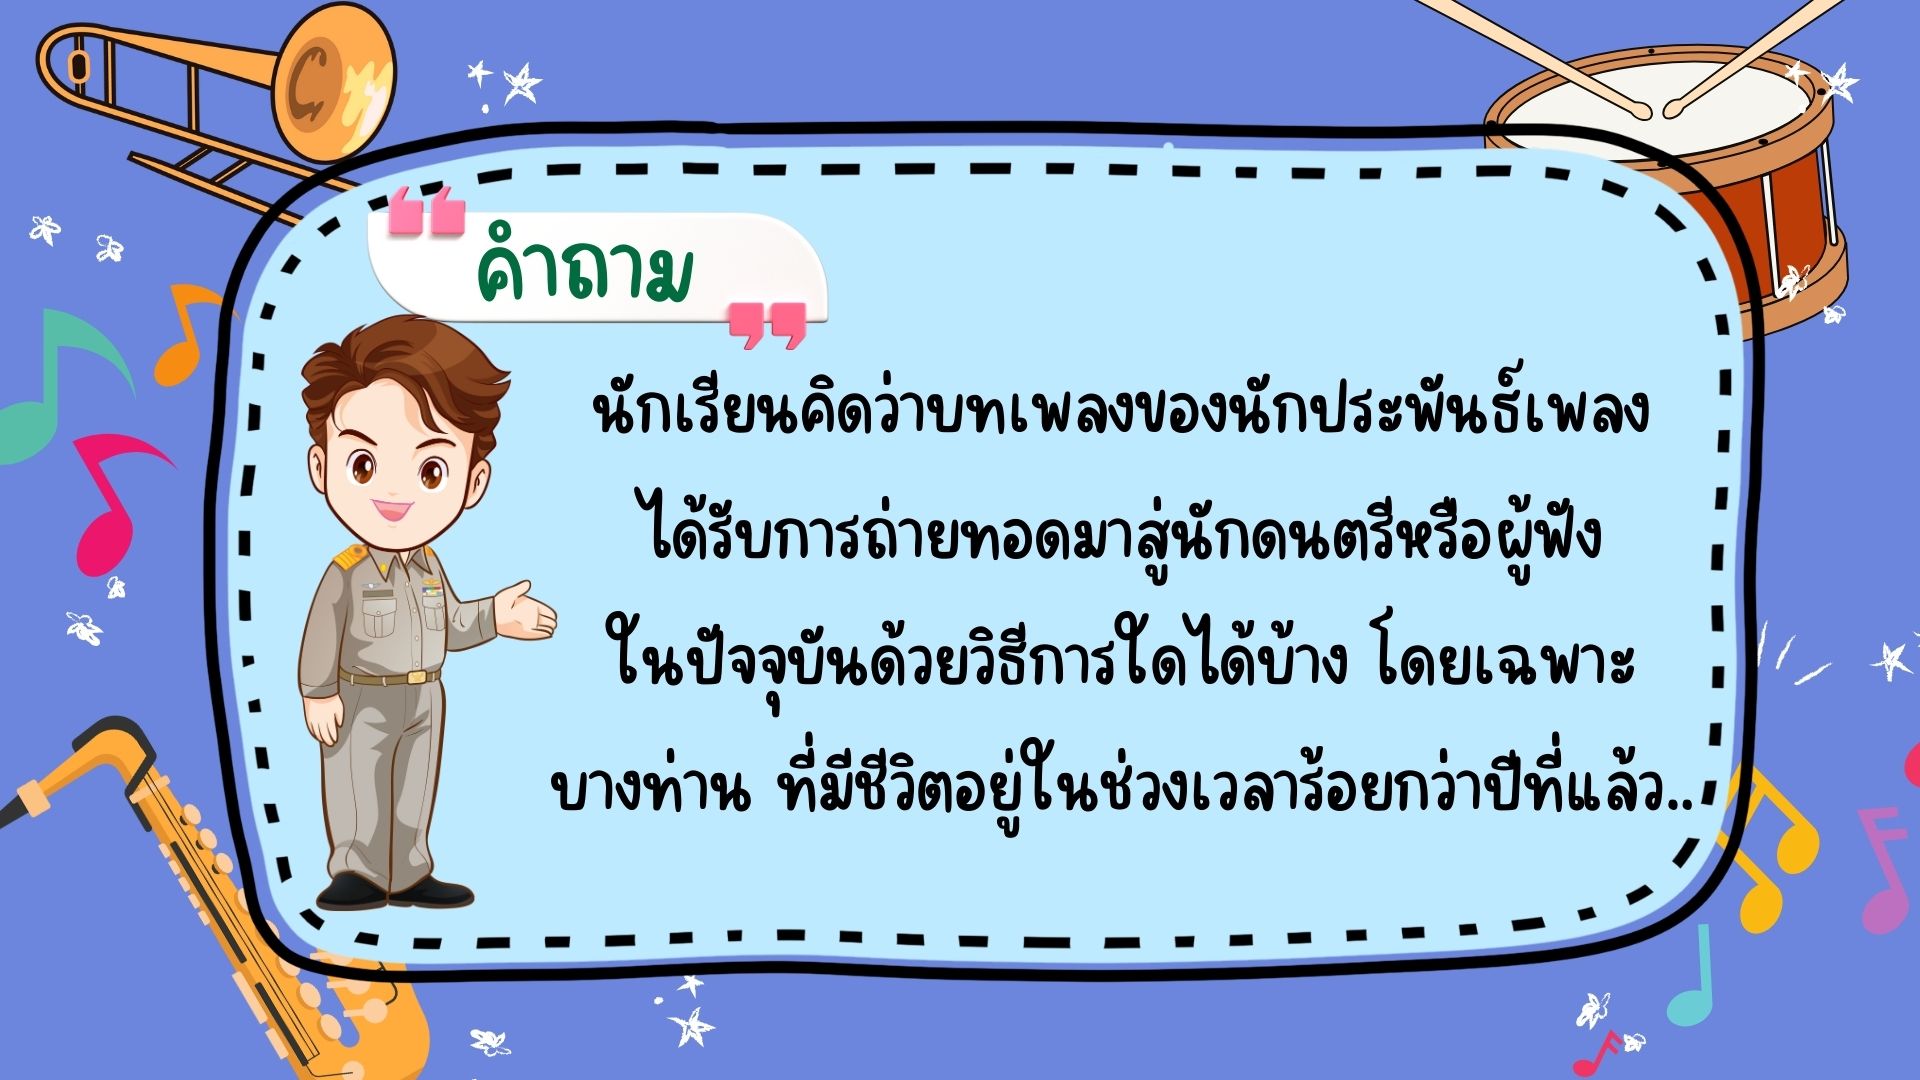 คำถาม
นักเรียนคิดว่าบทเพลงของนักประพันธ์เพลง
ได้รับการถ่ายทอดมาสู่นักดนตรีหรือผู้ฟัง
ในปัจจุบันด้วยวิธีการใดได้บ้าง โดยเฉพาะ
บางท่าน ที่มีชีวิตอยู่ในช่วงเวลาร้อยกว่าปีที่แล้ว..